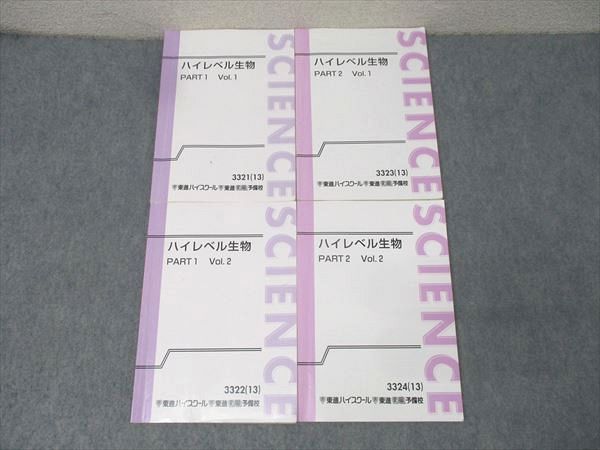 ハイレベル生物
PART 1 Vol. 1
3321(13)
東進ハイスクール 東進衛星予備校
SCIENCE
ハイレベル生物
PART 2 Vol. 1
3323(13)
東進ハイスクール 東進衛星予備校
SCIENCE
ハイレベル生物
PART 1 Vol. 2
3322(13)
東進ハイスクール 東進衛星予備校
SCIENCE
ハイレベル生物
PART 2 Vol. 2
3324(13)
東進ハイスクール 東進衛星予備校
SCIENCE